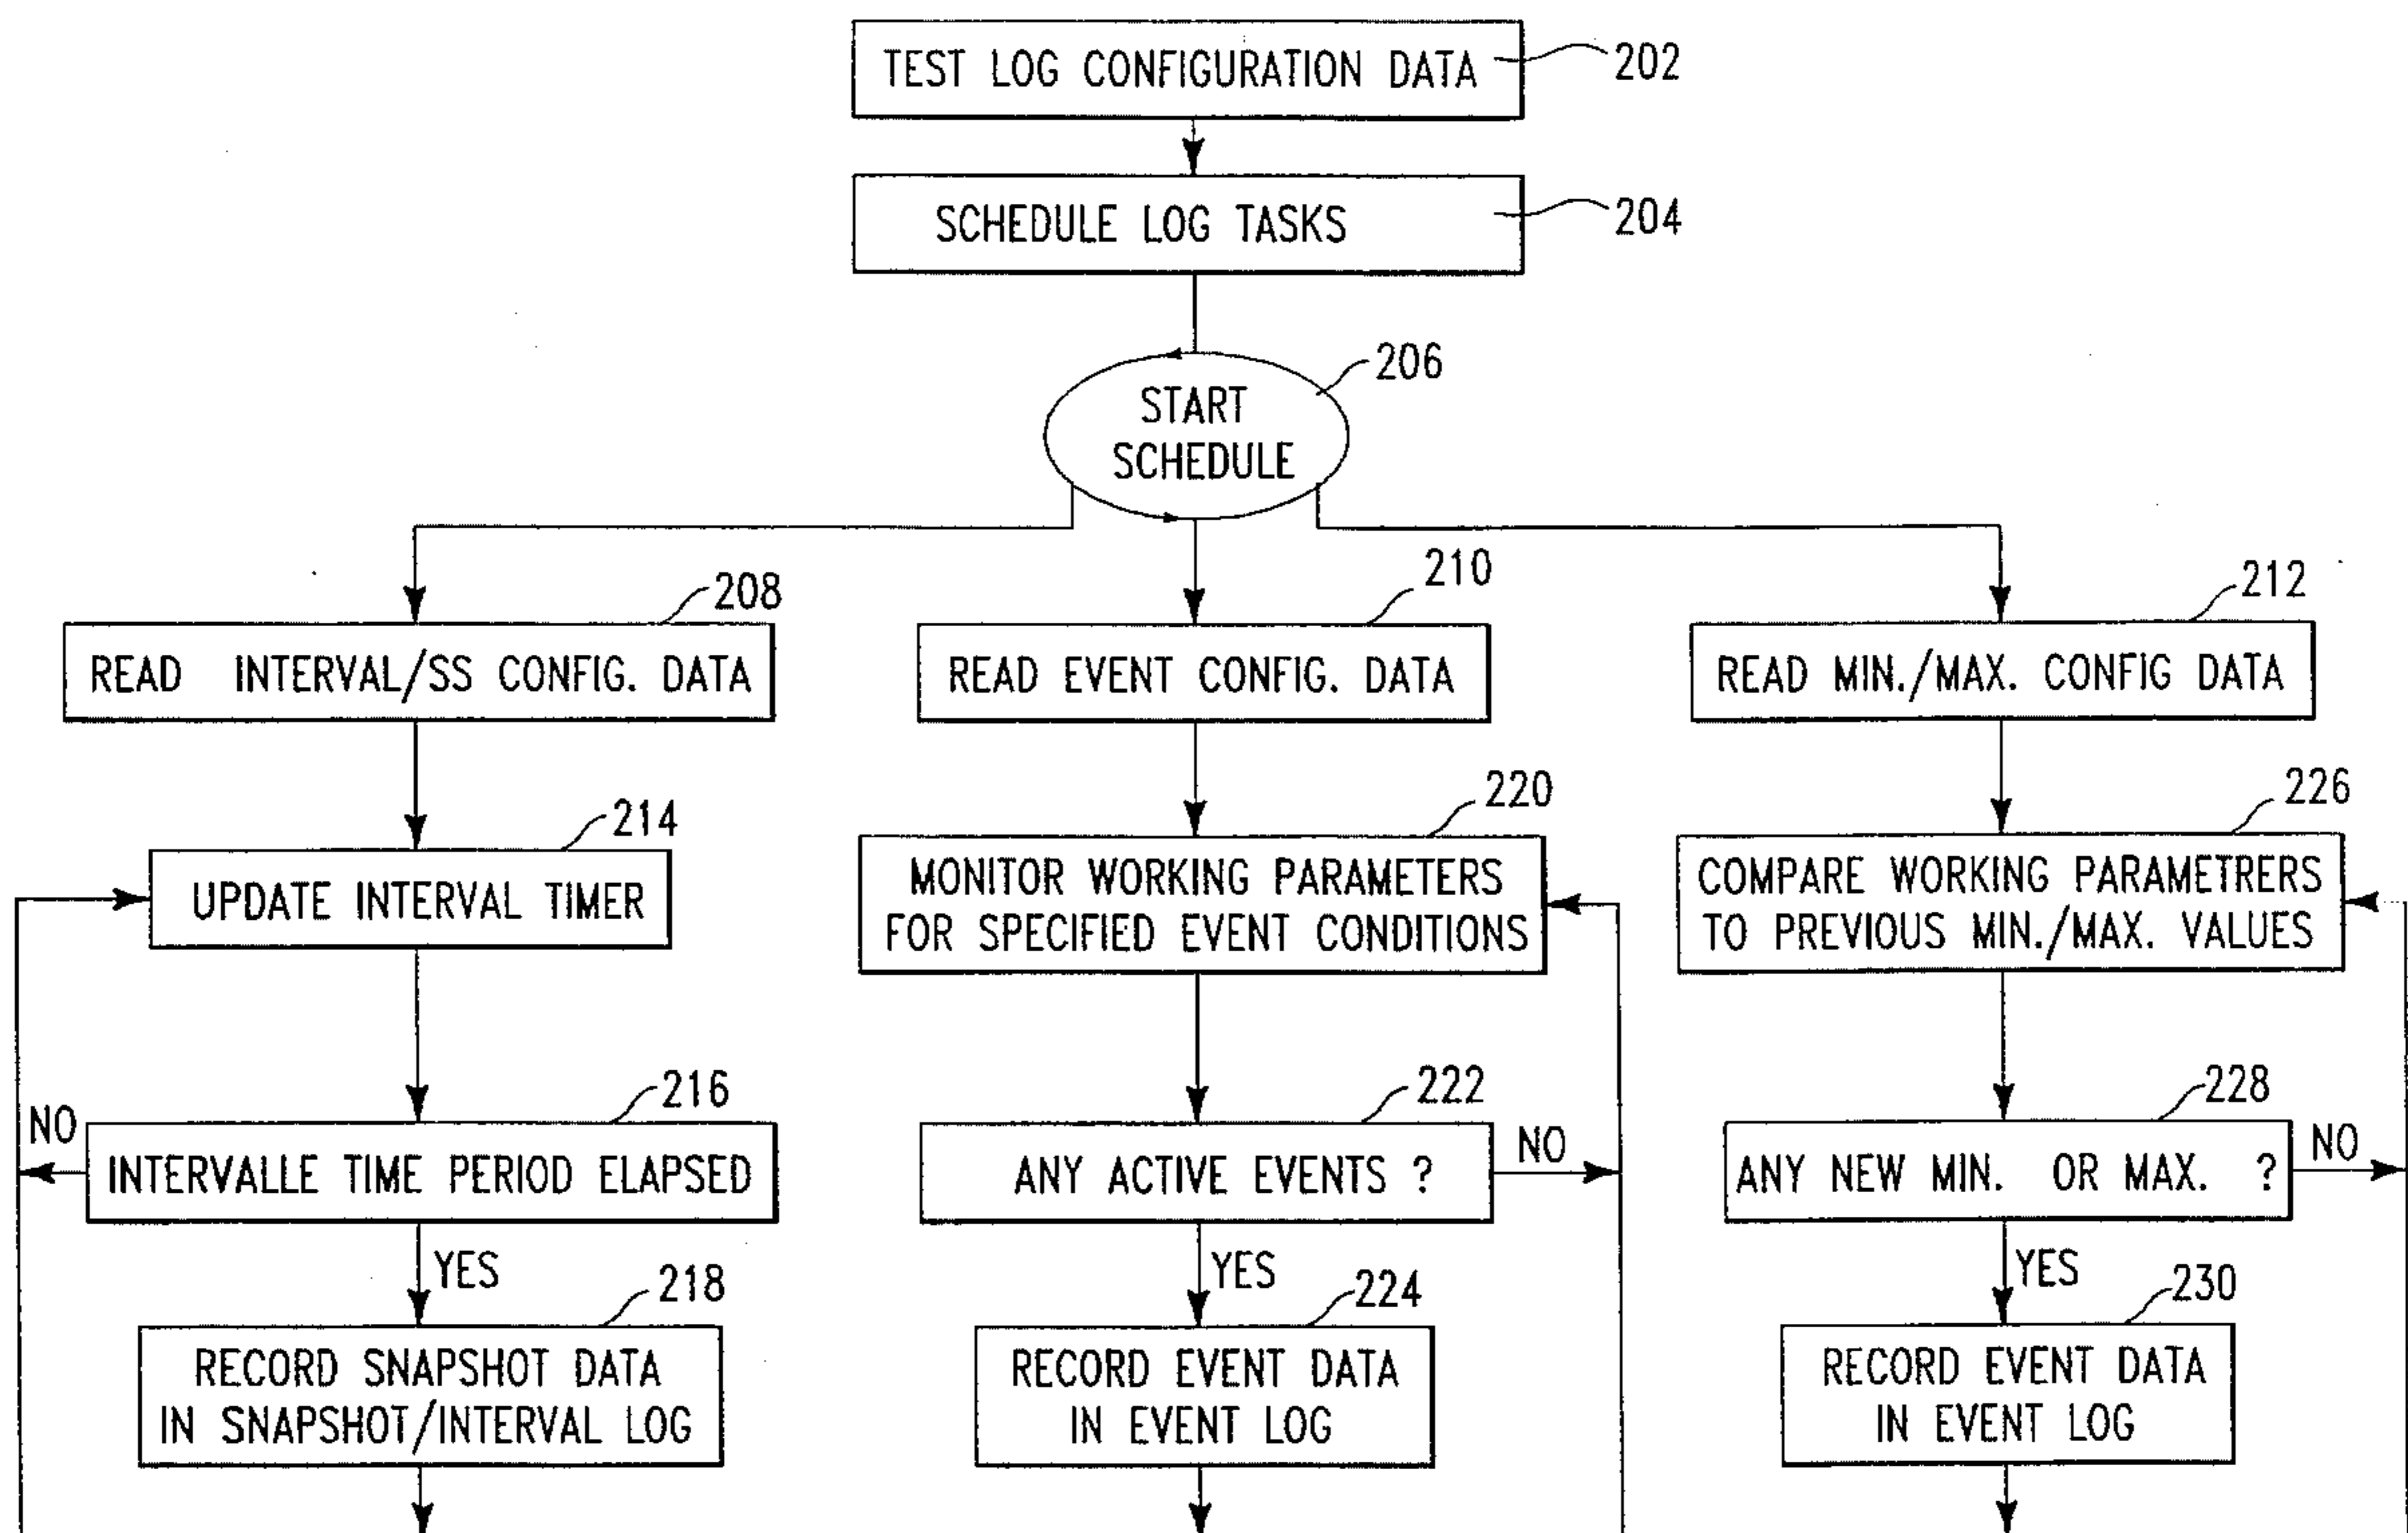 TEST LOG CONFIGURATION DATA
202
SCHEDULE LOG TASKS
204
206
START
SCHEDULE
208
READ INTERVAL/SS CONFIG. DATA
210
READ EVENT CONFIG. DATA
212
READ MIN./MAX. CONFIG DATA
214
UPDATE INTERVAL TIMER
220
MONITOR WORKING PARAMETERS
FOR SPECIFIED EVENT CONDITIONS
226
COMPARE WORKING PARAMETRERS
TO PREVIOUS MIN./MAX. VALUES
216
NO
INTERVALLE TIME PERIOD ELAPSED
YES
222
ANY ACTIVE EVENTS ?
NO
YES
228
ANY NEW MIN. OR MAX. ?
NO
YES
218
RECORD SNAPSHOT DATA
IN SNAPSHOT/INTERVAL LOG
224
RECORD EVENT DATA
IN EVENT LOG
230
RECORD EVENT DATA
IN EVENT LOG